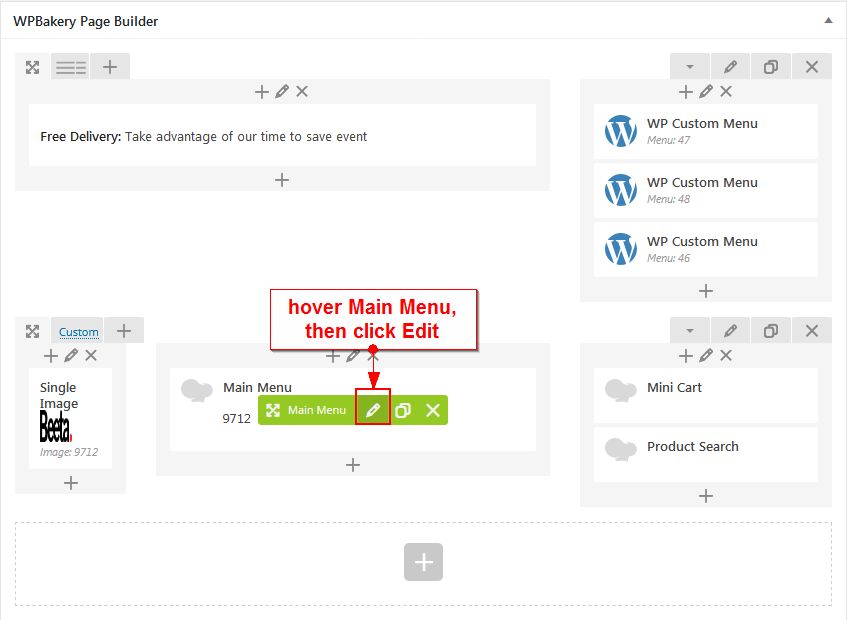 WPBakery Page Builder
Free Delivery: Take advantage of our time to save event
WP Custom Menu
Menu: 47
WP Custom Menu
Menu: 48
WP Custom Menu
Menu: 46
hover Main Menu,
then click Edit
Custom
Single
Image
Beeta.
Image: 9712
Main Menu
9712
Main Menu
Mini Cart
Product Search